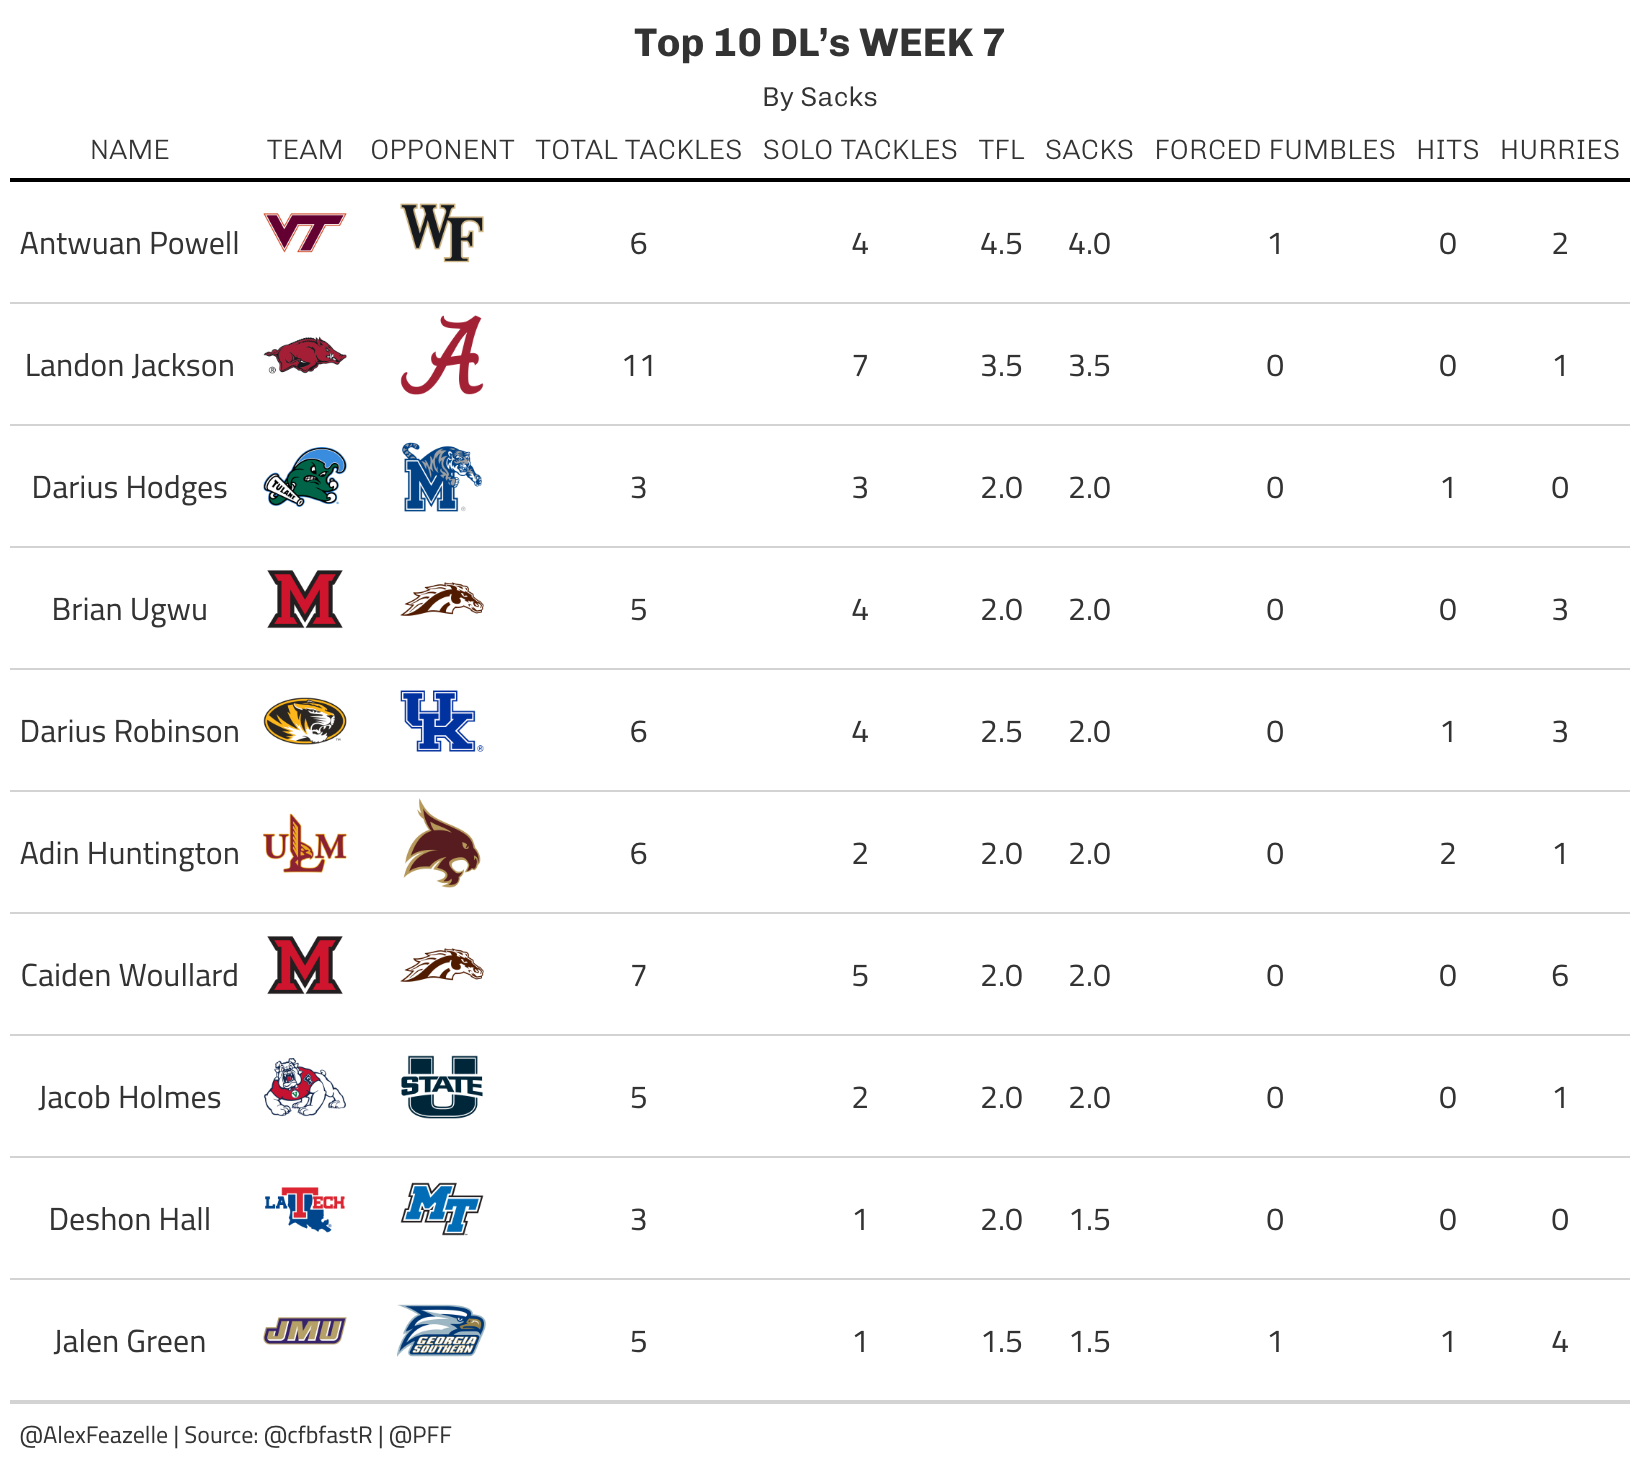 Top 10 DL’s WEEK 7
By Sacks
NAME TEAM OPPONENT TOTAL TACKLES SOLO TACKLES TFL SACKS FORCED FUMBLES HITS HURRIES
Antwuan Powell VT WF 6 4 4.5 4.0 1 0 2
Landon Jackson A 11 7 3.5 3.5 0 0 1
Darius Hodges TULANE M 3 3 2.0 2.0 0 1 0
Brian Ugwu M 5 4 2.0 2.0 0 0 3
Darius Robinson UK 6 4 2.5 2.0 0 1 3
Adin Huntington ULM 6 2 2.0 2.0 0 2 1
Caiden Woullard M 7 5 2.0 2.0 0 0 6
Jacob Holmes U STATE 5 2 2.0 2.0 0 0 1
Deshon Hall LA TECH MT 3 1 2.0 1.5 0 0 0
Jalen Green JMU GEORGIA SOUTHERN 5 1 1.5 1.5 1 1 4
@AlexFeazelle | Source: @cfbfastR | @PFF